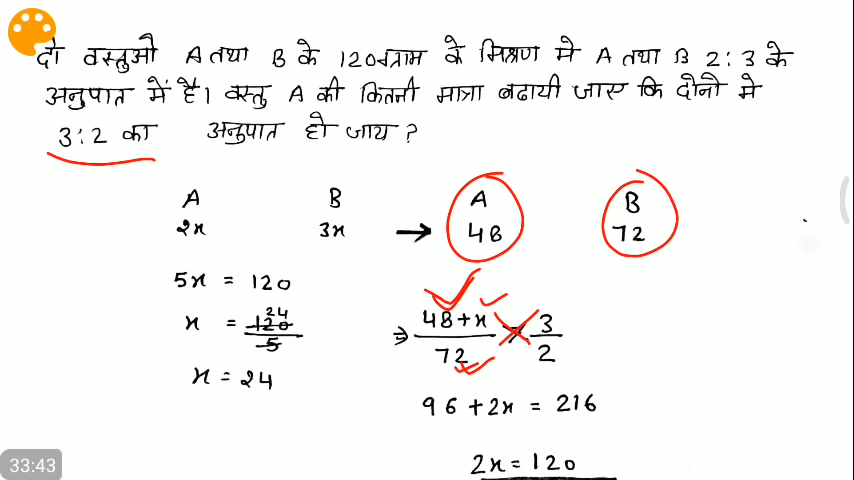 दो वस्तुओ A तथा B के 120 ग्राम के मिश्रण मे A तथा B 2:3 के
अनुपात में है। वस्तु A की कितनी मात्रा बढायी जाए कि दोनो मे
3:2 का अनुपात हो जाय ?
A B A B
2x 3x → 48 72
5x = 120
x = 120/5 24
x = 24
⇒ 48+x/72 = 3/2
96 + 2x = 216
2x = 120
33:43